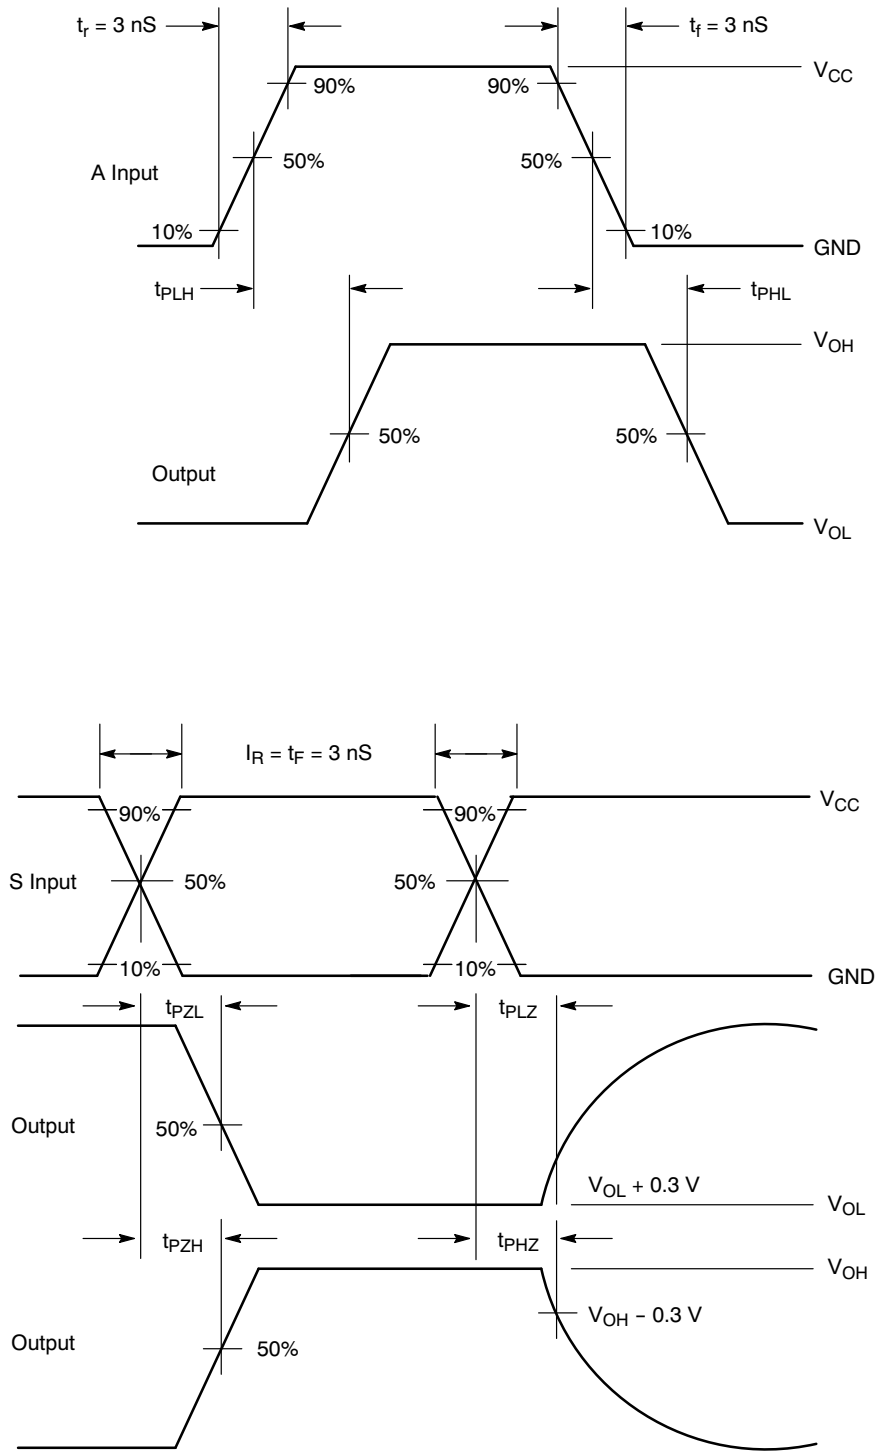 tr = 3 nS
tf = 3 nS
VCC
90%
90%
50%
50%
A Input
10%
10%
GND
tPLH
tPHL
VOH
50%
50%
Output
VOL
IR = tF = 3 nS
VCC
90%
90%
S Input
50%
50%
10%
10%
GND
tPZL
tPLZ
Output
50%
VOL + 0.3 V
VOL
tPZH
tPHZ
VOH
VOH − 0.3 V
Output
50%